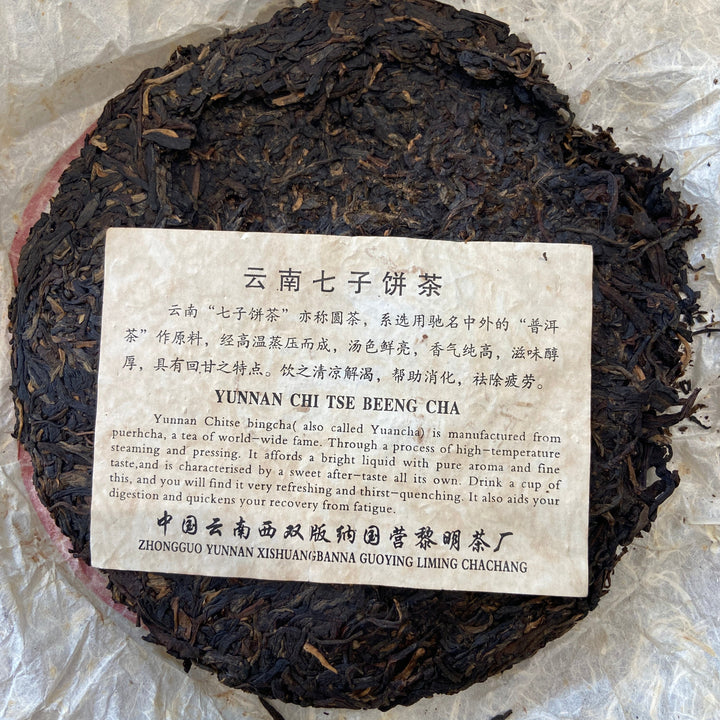 云南七子饼茶
云南“七子饼茶”亦称圆茶，系选用驰名中外的“普洱
茶”作原料，经高温蒸压而成，汤色鲜亮，香气纯高，滋味醇
厚，具有回甘之特点。饮之清凉解渴，帮助消化，祛除疲劳。
YUNNAN CHI TSE BEENG CHA
Yunnan Chitse bingcha( also called Yuancha) is manufactured from
puerhcha, a tea of world-wide fame. Through a process of high-temperature
steaming and pressing. It affords a bright liquid with pure aroma and fine
taste,and is characterised by a sweet after-taste all its own. Drink a cup of
this, and you will find it very refreshing and thirst-quenching. It also aids your
digestion and quickens your recovery from fatigue.
中国云南西双版纳国营黎明茶厂
ZHONGGUO YUNNAN XISHUANGBANNA GUOYING LIMING CHACHANG